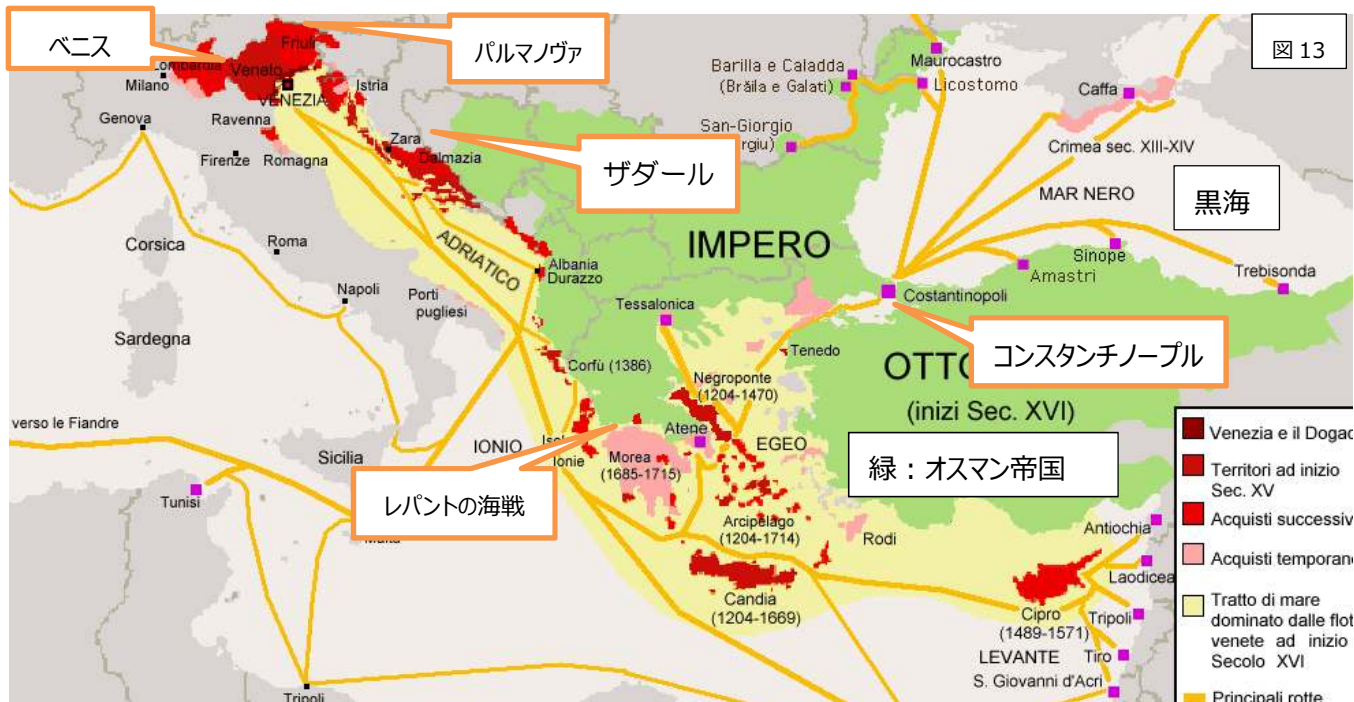 ベニス
パルマノヴァ
図 13
Friuli
Lombardia
Milano
Veneto
VENEZIA
Istria
Genova
Ravenna
Firenze
Romagna
Zara
Dalmazia
ザダール
Barilla e Caladda
(Brăila e Galati)
Maurocastro
Licostomo
San-Giorgio
Caffa
Crimea sec. XIII-XIV
MAR NERO
黒海
Corsica
Roma
ADRIATICO
IMPERO
Sinope
Amastri
Trebisonda
Albania
Durazzo
Napoli
Porti
pugliesi
Tessalonica
Costantinopoli
コンスタンチノープル
Sardegna
Tenedo
Corfù (1386)
Negroponte
(1204-1470)
(inizi Sec. XVI)
verso le Fiandre
Sicilia
IONIO
Ionie
Atene
EGEO
緑：オスマン帝国
Morea
(1685-1715)
レパントの海戦
Tunisi
Arcipelago
(1204-1714)
Rodi
Antiochia
Laodicea
Candia
(1204-1669)
Cipro
(1489-1571)
Tripoli
LEVANTE
Tiro
S. Giovanni d'Acri
Tripoli
Venezia e il
Territori ad inizio
Sec. XV
Acquisti
Acquisti
Tratto di mare
dominato dalle
venete ad inizio
Secolo XVI
Principali rotte